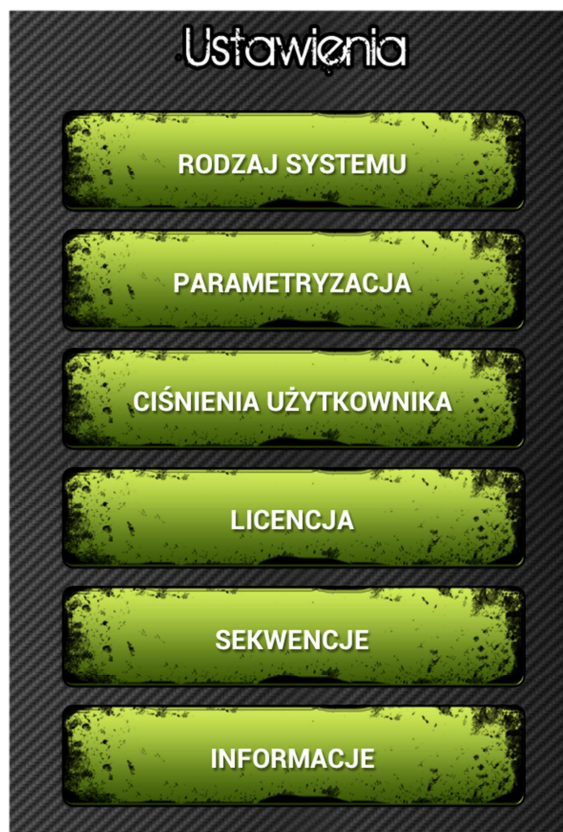 Ustawienia
RODZAJ SYSTEMU
PARAMETRYZACJA
CIŚNIENIA UŻYTKOWNIKA
LICENCJA
SEKWENCJE
INFORMACJE